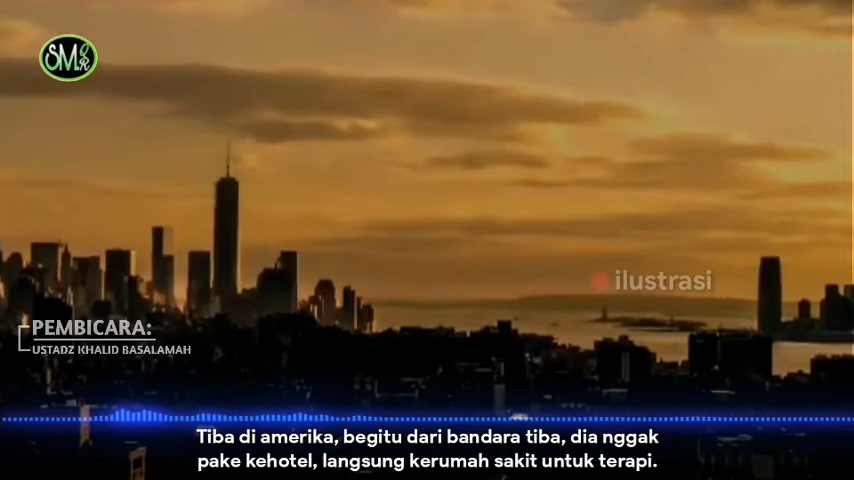 SM
ilustrasi
PEMBICARA:
USTADZ KHALID BASALAMAH
Tiba di amerika, begitu dari bandara tiba, dia nggak
pake kehotel, langsung kerumah sakit untuk terapi.